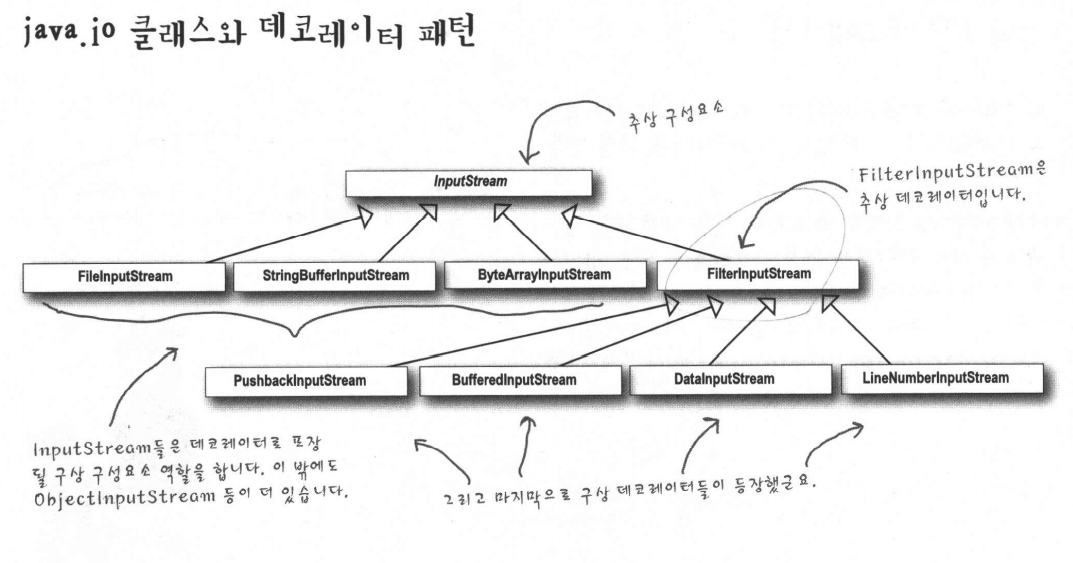 java.io 클래스와 데코레이터 패턴
추상 구성요소
InputStream
FilterInputStream은
추상 데코레이터입니다.
FileInputStream
StringBufferInputStream
ByteArrayInputStream
FilterInputStream
PushbackInputStream
BufferedInputStream
DataInputStream
LineNumberInputStream
InputStream들은 데코레이터로 포장
될 구상 구성요소 역할을 합니다. 이 밖에도
ObjectInputStream 등이 더 있습니다.
그리고 마지막으로 구상 데코레이터들이 등장했군요.